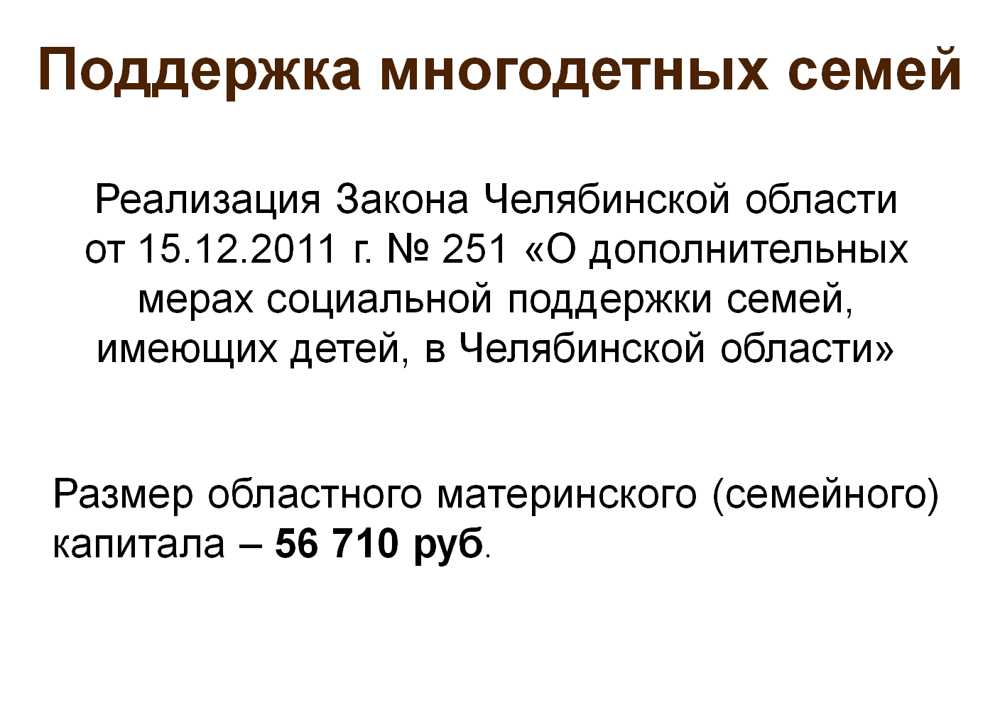 Поддержка многодетных семей
Реализация Закона Челябинской области
от 15.12.2011 г. № 251 «О дополнительных
мерах социальной поддержки семей,
имеющих детей, в Челябинской области»
Размер областного материнского (семейного)
капитала – 56 710 руб.